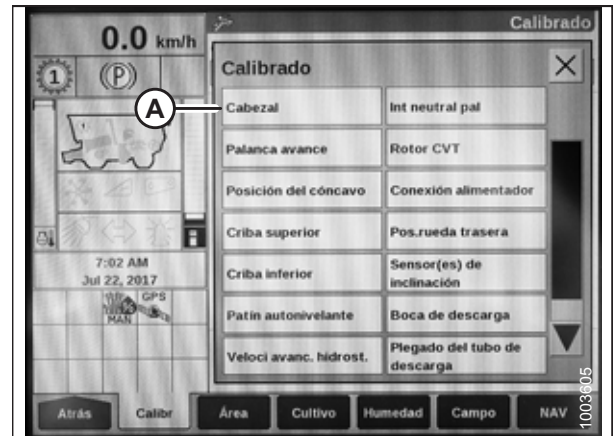 Calibrado
0.0 km/h
1
(P)
Calibrado
A
Cabezal
Int neutral pal
Palanca avance
Rotor CVT
Posición del cóncavo
Conexión alimentador
Criba superior
Pos.rueda trasera
Criba inferior
Sensor(es) de
inclinación
Patín autonivelante
Boca de descarga
Veloci avanc. hidrost.
Plegado del tubo de
descarga
1
7:02 AM
Jul 22, 2017
MAN
GPS
Atrás
Calibr
Área
Cultivo
Humedad
Campo
NAV
1003605